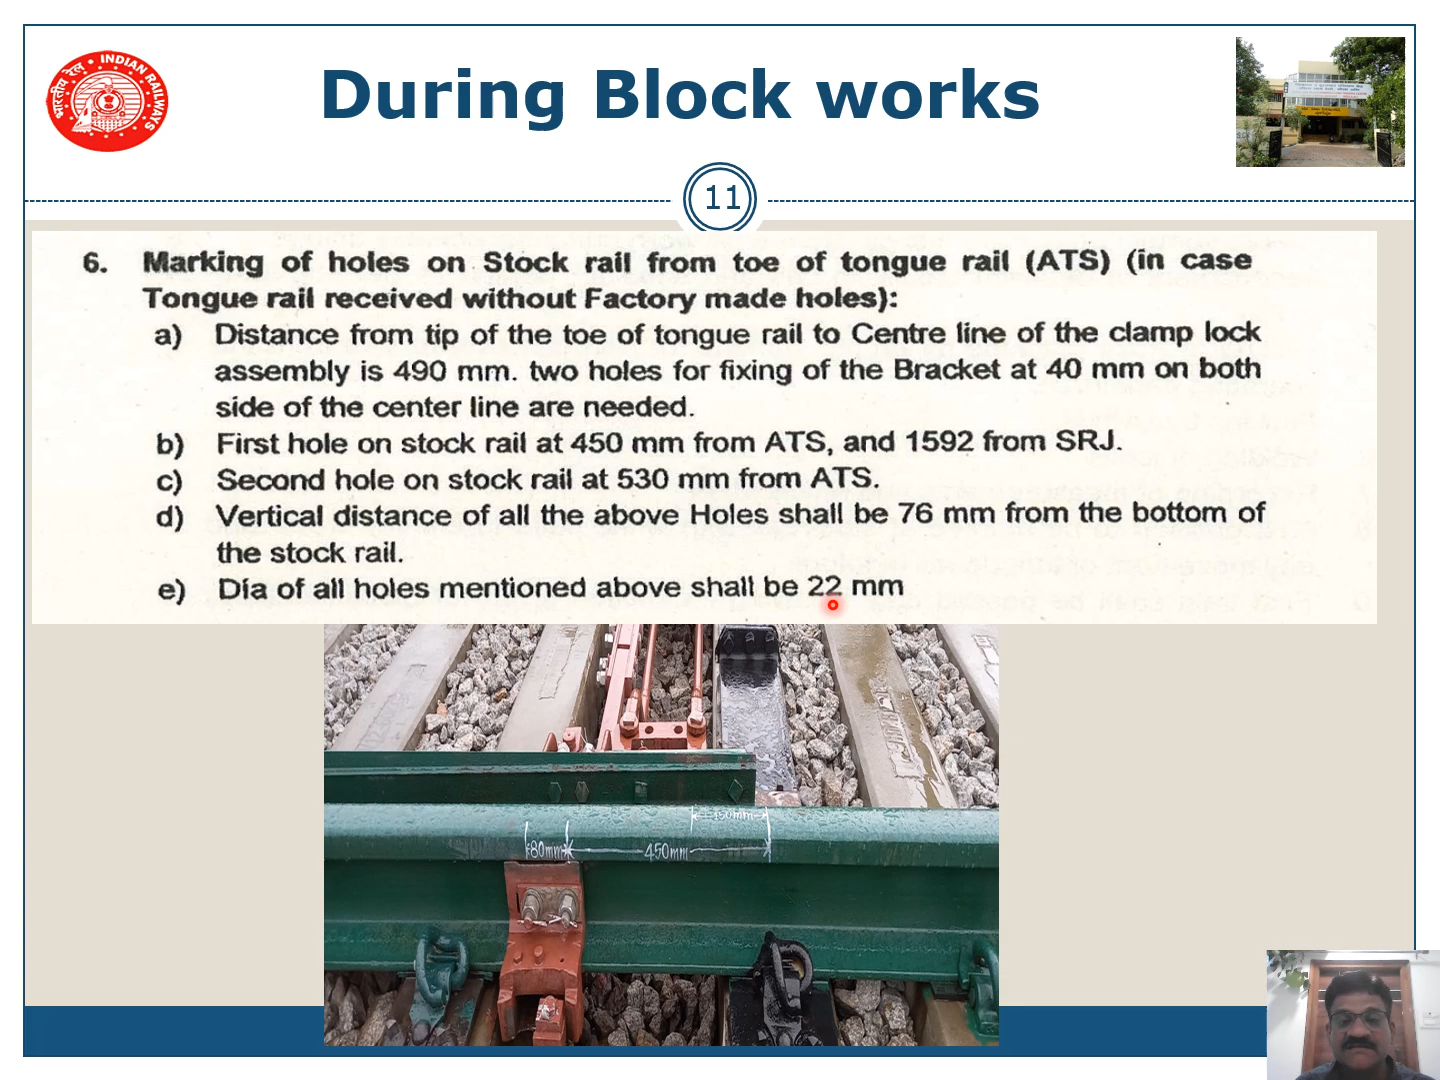 भारतीय रेल • INDIAN RAILWAYS
During Block works
11
6. Marking of holes on Stock rail from toe of tongue rail (ATS) (in case
Tongue rail received without Factory made holes):
a) Distance from tip of the toe of tongue rail to Centre line of the clamp lock
assembly is 490 mm. two holes for fixing of the Bracket at 40 mm on both
side of the center line are needed.
b) First hole on stock rail at 450 mm from ATS, and 1592 from SRJ.
c) Second hole on stock rail at 530 mm from ATS.
d) Vertical distance of all the above Holes shall be 76 mm from the bottom of
the stock rail.
e) Dia of all holes mentioned above shall be 22 mm
150mm
80mm 450mm